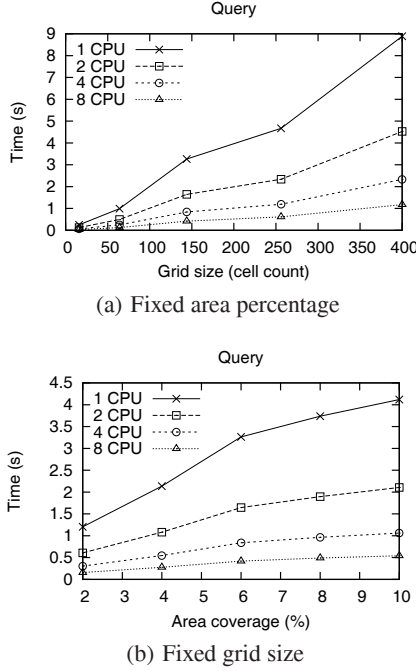 Query
9
8
7
6
5
4
3
2
1
0
Time (s)
1 CPU
2 CPU
4 CPU
8 CPU
0 50 100 150 200 250 300 350 400
Grid size (cell count)
(a) Fixed area percentage
Query
4.5
4
3.5
3
2.5
2
1.5
1
0.5
0
Time (s)
1 CPU
2 CPU
4 CPU
8 CPU
2 3 4 5 6 7 8 9 10
Area coverage (%)
(b) Fixed grid size